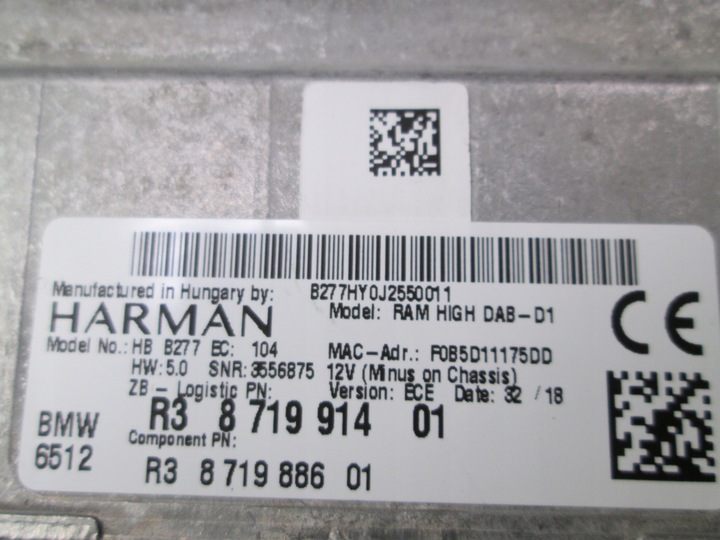 B277HY0J2550011
Manufactured in Hungary by:
HARMAN
Model: RAM HIGH DAB-D1
Model No.: HB B277 EC: 104
MAC-Adr.: F0B5D11175DD
HW: 5.0 SNR: 3556875 12V (Minus on Chassis)
ZB - Logistic PN: Version: ECE Date: 32 / 18
R3 8 719 914 01
BMW
6512
Component PN:
R3 8 719 886 01
CE